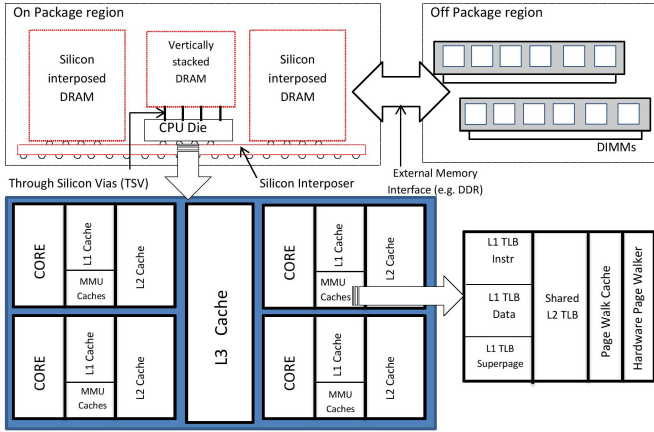 On Package region
Off Package region
Silicon
interposed
DRAM
Vertically
stacked
DRAM
Silicon
interposed
DRAM
CPU Die
DIMMs
Through Silicon Vias (TSV)
Silicon Interposer
External Memory
Interface (e.g. DDR)
CORE
L1 Cache
MMU
Caches
L2 Cache
L3 Cache
CORE
L1 Cache
MMU
Caches
L2 Cache
CORE
L1 Cache
MMU
Caches
L2 Cache
CORE
L1 Cache
MMU
Caches
L2 Cache
L1 TLB
Instr
L1 TLB
Data
L1 TLB
Superpage
Shared
L2 TLB
Page Walk Cache
Hardware Page Walker